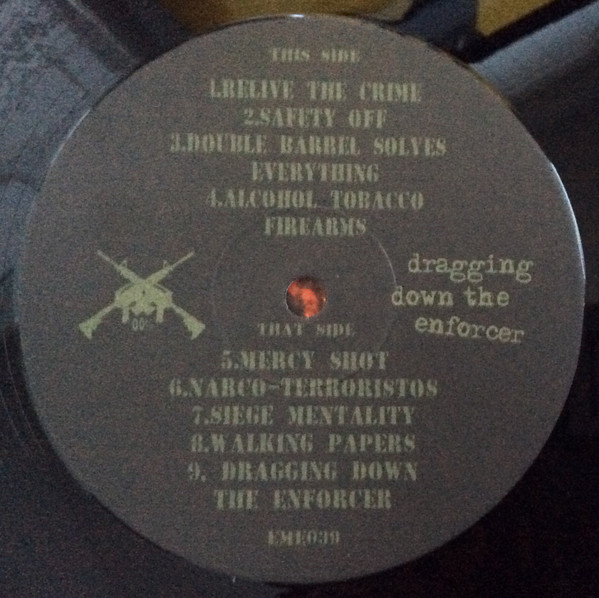 THIS SIDE
1.RELIVE THE CRIME
2.SAFETY OFF
3.DOUBLE BARREL SOLVES
EVERYTHING
4.ALCOHOL TOBACCO
FIREARMS
dragging
down the
enforcer
THAT SIDE
5.MERCY SHOT
6.NARCO-TERRORISTOS
7.SIEGE MENTALITY
8.WALKING PAPERS
9. DRAGGING DOWN
THE ENFORCER
EME039